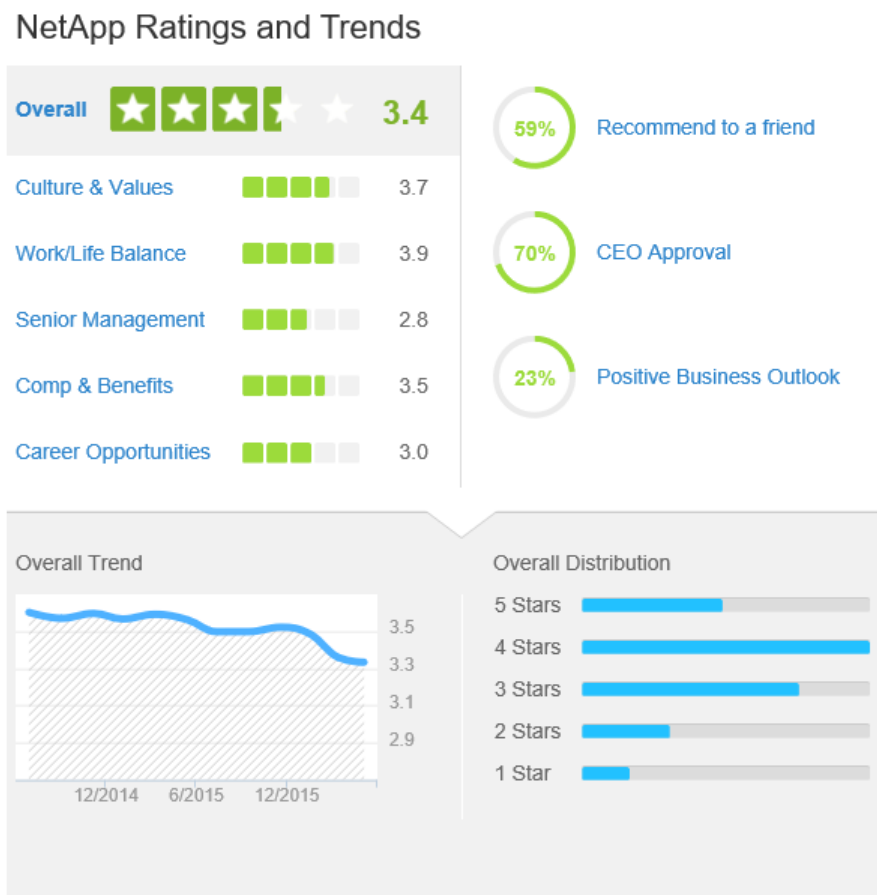 NetApp Ratings and Trends
Overall 3.4
Culture & Values 3.7
Work/Life Balance 3.9
Senior Management 2.8
Comp & Benefits 3.5
Career Opportunities 3.0
59% Recommend to a friend
70% CEO Approval
23% Positive Business Outlook
Overall Trend
3.5
3.3
3.1
2.9
12/2014 6/2015 12/2015
Overall Distribution
5 Stars
4 Stars
3 Stars
2 Stars
1 Star